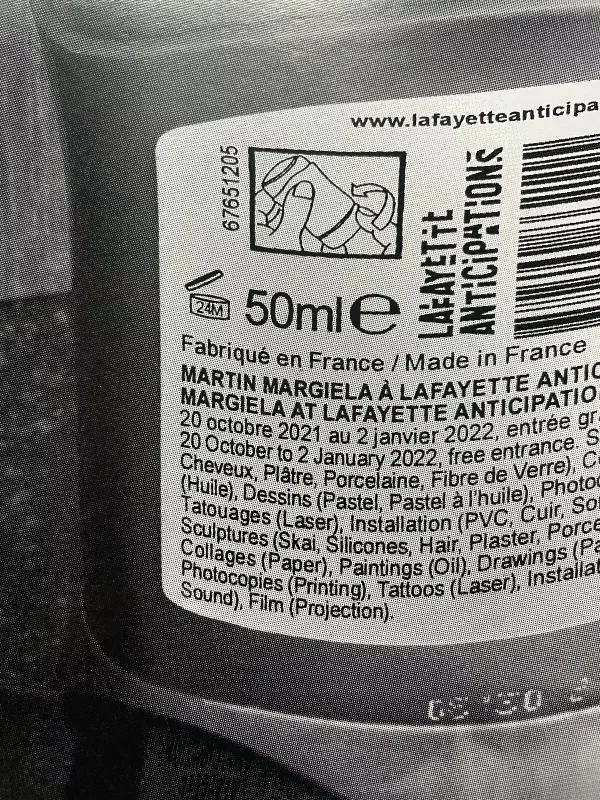 www.lafayetteanticipa
67651205
LAFAYETTE
ANTICIPATIONS
24M
50ml e
Fabriqué en France / Made in France
MARTIN MARGIELA À LAFAYETTE ANTIC
MARGIELA AT LAFAYETTE ANTICIPATIO
20 octobre 2021 au 2 janvier 2022, entrée gr
20 October to 2 January 2022, free entrance. S
Cheveux, Plâtre, Porcelaine, Fibre de Verre), C
(Huile), Dessins (Pastel, Pastel à l'huile), Photoc
Tatouages (Laser), Installation (PVC, Cuir, So
Sculptures (Skai, Silicones, Hair, Plaster, Porce
Collages (Paper), Paintings (Oil), Drawings (Pa
Photocopies (Printing), Tattoos (Laser), Installat
Sound), Film (Projection).